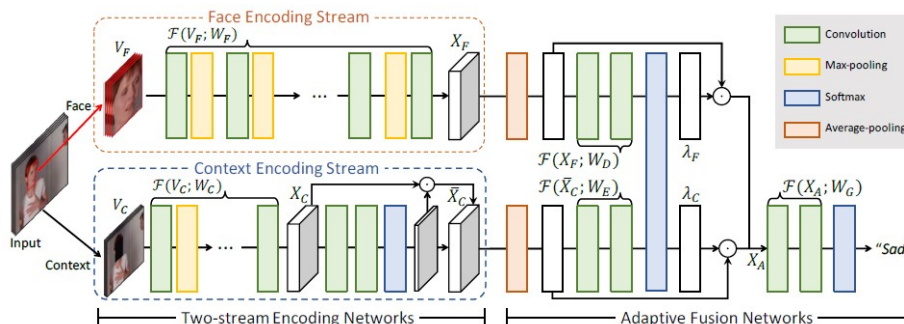 Face Encoding Stream
V_F
𝓕(V_F; W_F)
X_F
Face
Input
Context
Context Encoding Stream
V_C
𝓕(V_C; W_C)
X_C
X̄_C
...
...
𝓕(X_F; W_D)
𝓕(X̄_C; W_E)
λ_F
λ_C
X_A
𝓕(X_A; W_G)
"Sad
Convolution
Max-pooling
Softmax
Average-pooling
Two-stream Encoding Networks
Adaptive Fusion Networks